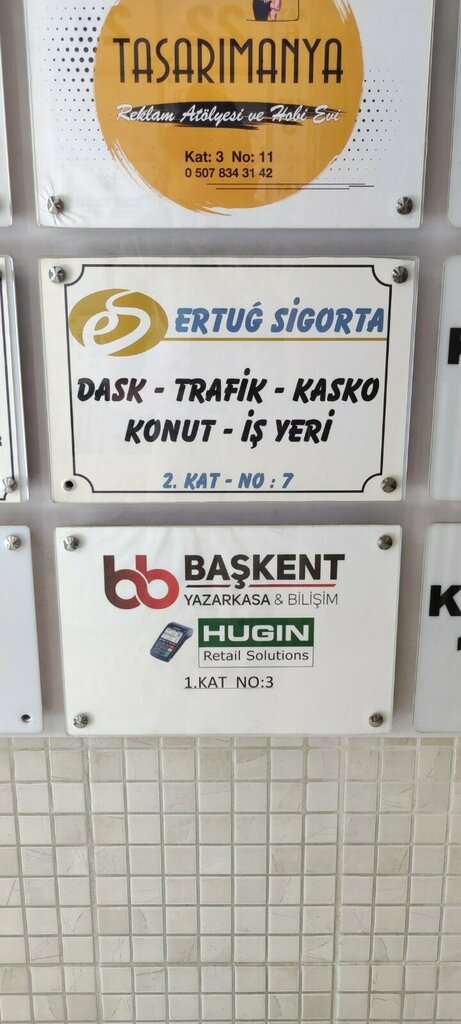 TASARIMANYA
Reklam Atölyesi ve Hobi Evi
Kat: 3 No: 11
0 507 834 31 42
ERTUĞ SİGORTA
DASK - TRAFİK - KASKO
KONUT - İŞ YERİ
2. KAT - NO : 7
bb BAŞKENT
YAZARKASA & BİLİŞİM
HUGIN
Retail Solutions
1.KAT NO:3